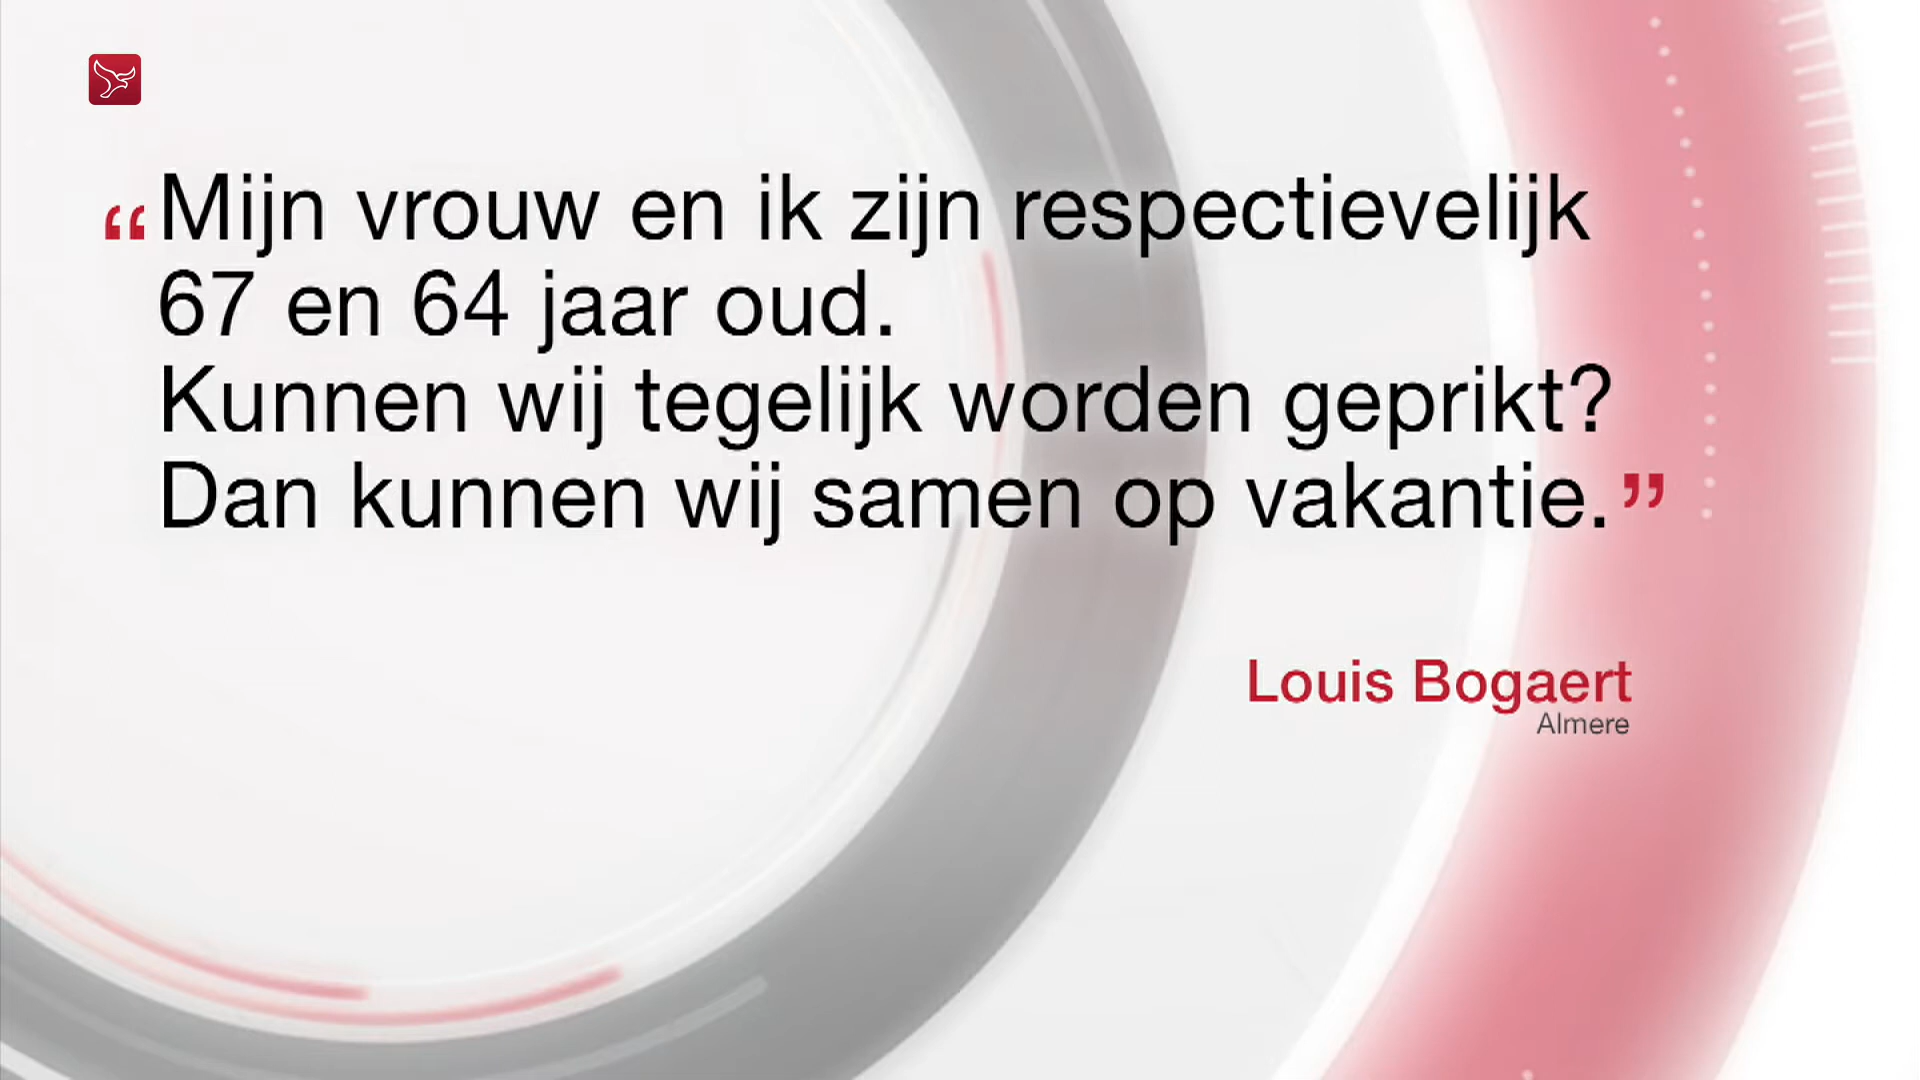 “Mijn vrouw en ik zijn respectievelijk
67 en 64 jaar oud.
Kunnen wij tegelijk worden geprikt?
Dan kunnen wij samen op vakantie.”
Louis Bogaert
Almere